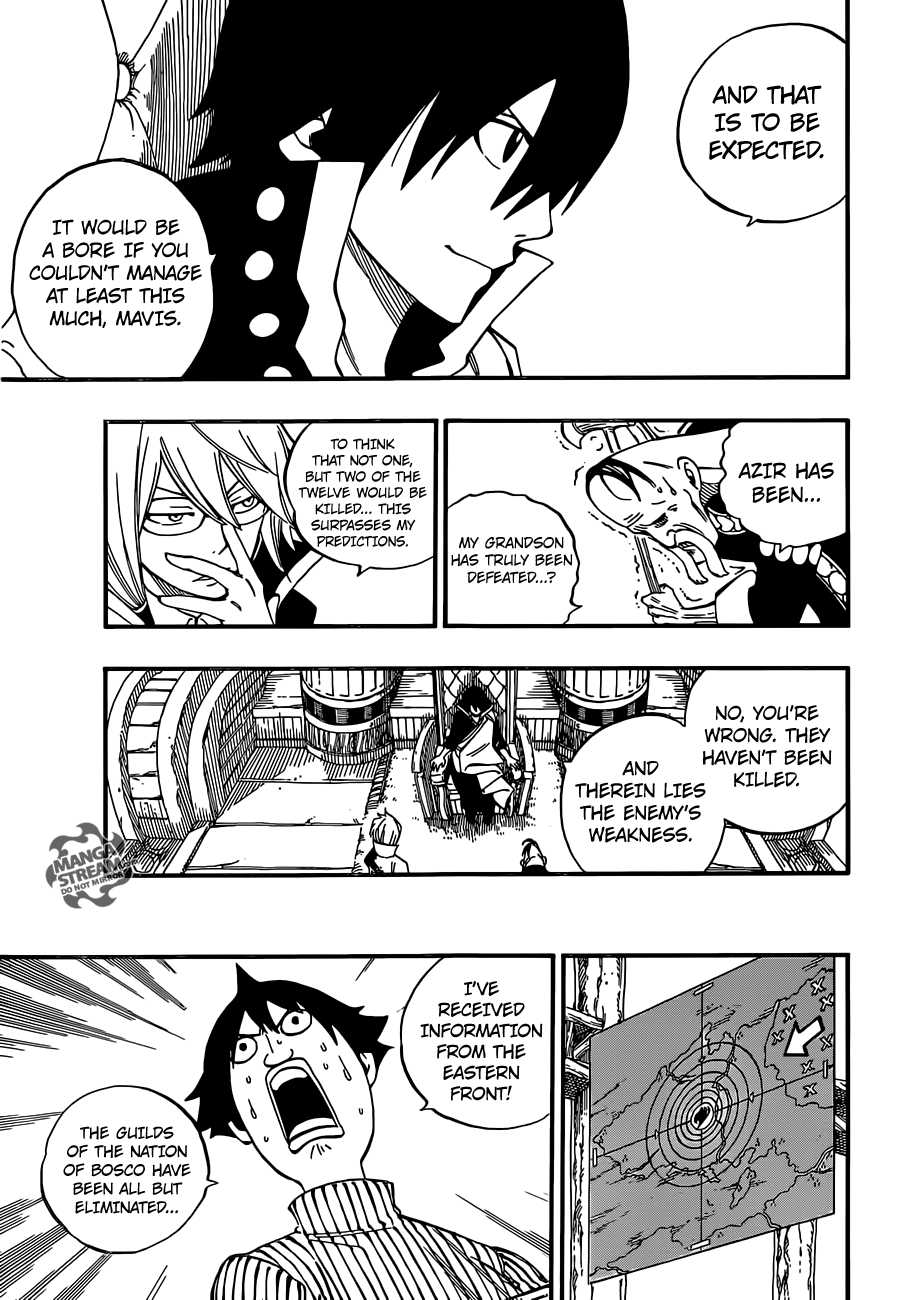 AND THAT
IS TO BE
EXPECTED.
IT WOULD BE
A BORE IF YOU
COULDN'T MANAGE
AT LEAST THIS
MUCH, MAVIS.
AZIR HAS
BEEN...
MY GRANDSON
HAS TRULY BEEN
DEFEATED...?
TO THINK
THAT NOT ONE,
BUT TWO OF THE
TWELVE WOULD BE
KILLED... THIS
SURPASSES MY
PREDICTIONS.
NO, YOU'RE
WRONG. THEY
HAVEN'T BEEN
KILLED.
AND
THEREIN LIES
THE ENEMY'S
WEAKNESS.
MANGA
STREAM
DO NOT MIRROR
I'VE
RECEIVED
INFORMATION
FROM THE
EASTERN
FRONT!
THE GUILDS
OF THE NATION
OF BOSCO HAVE
BEEN ALL BUT
ELIMINATED...